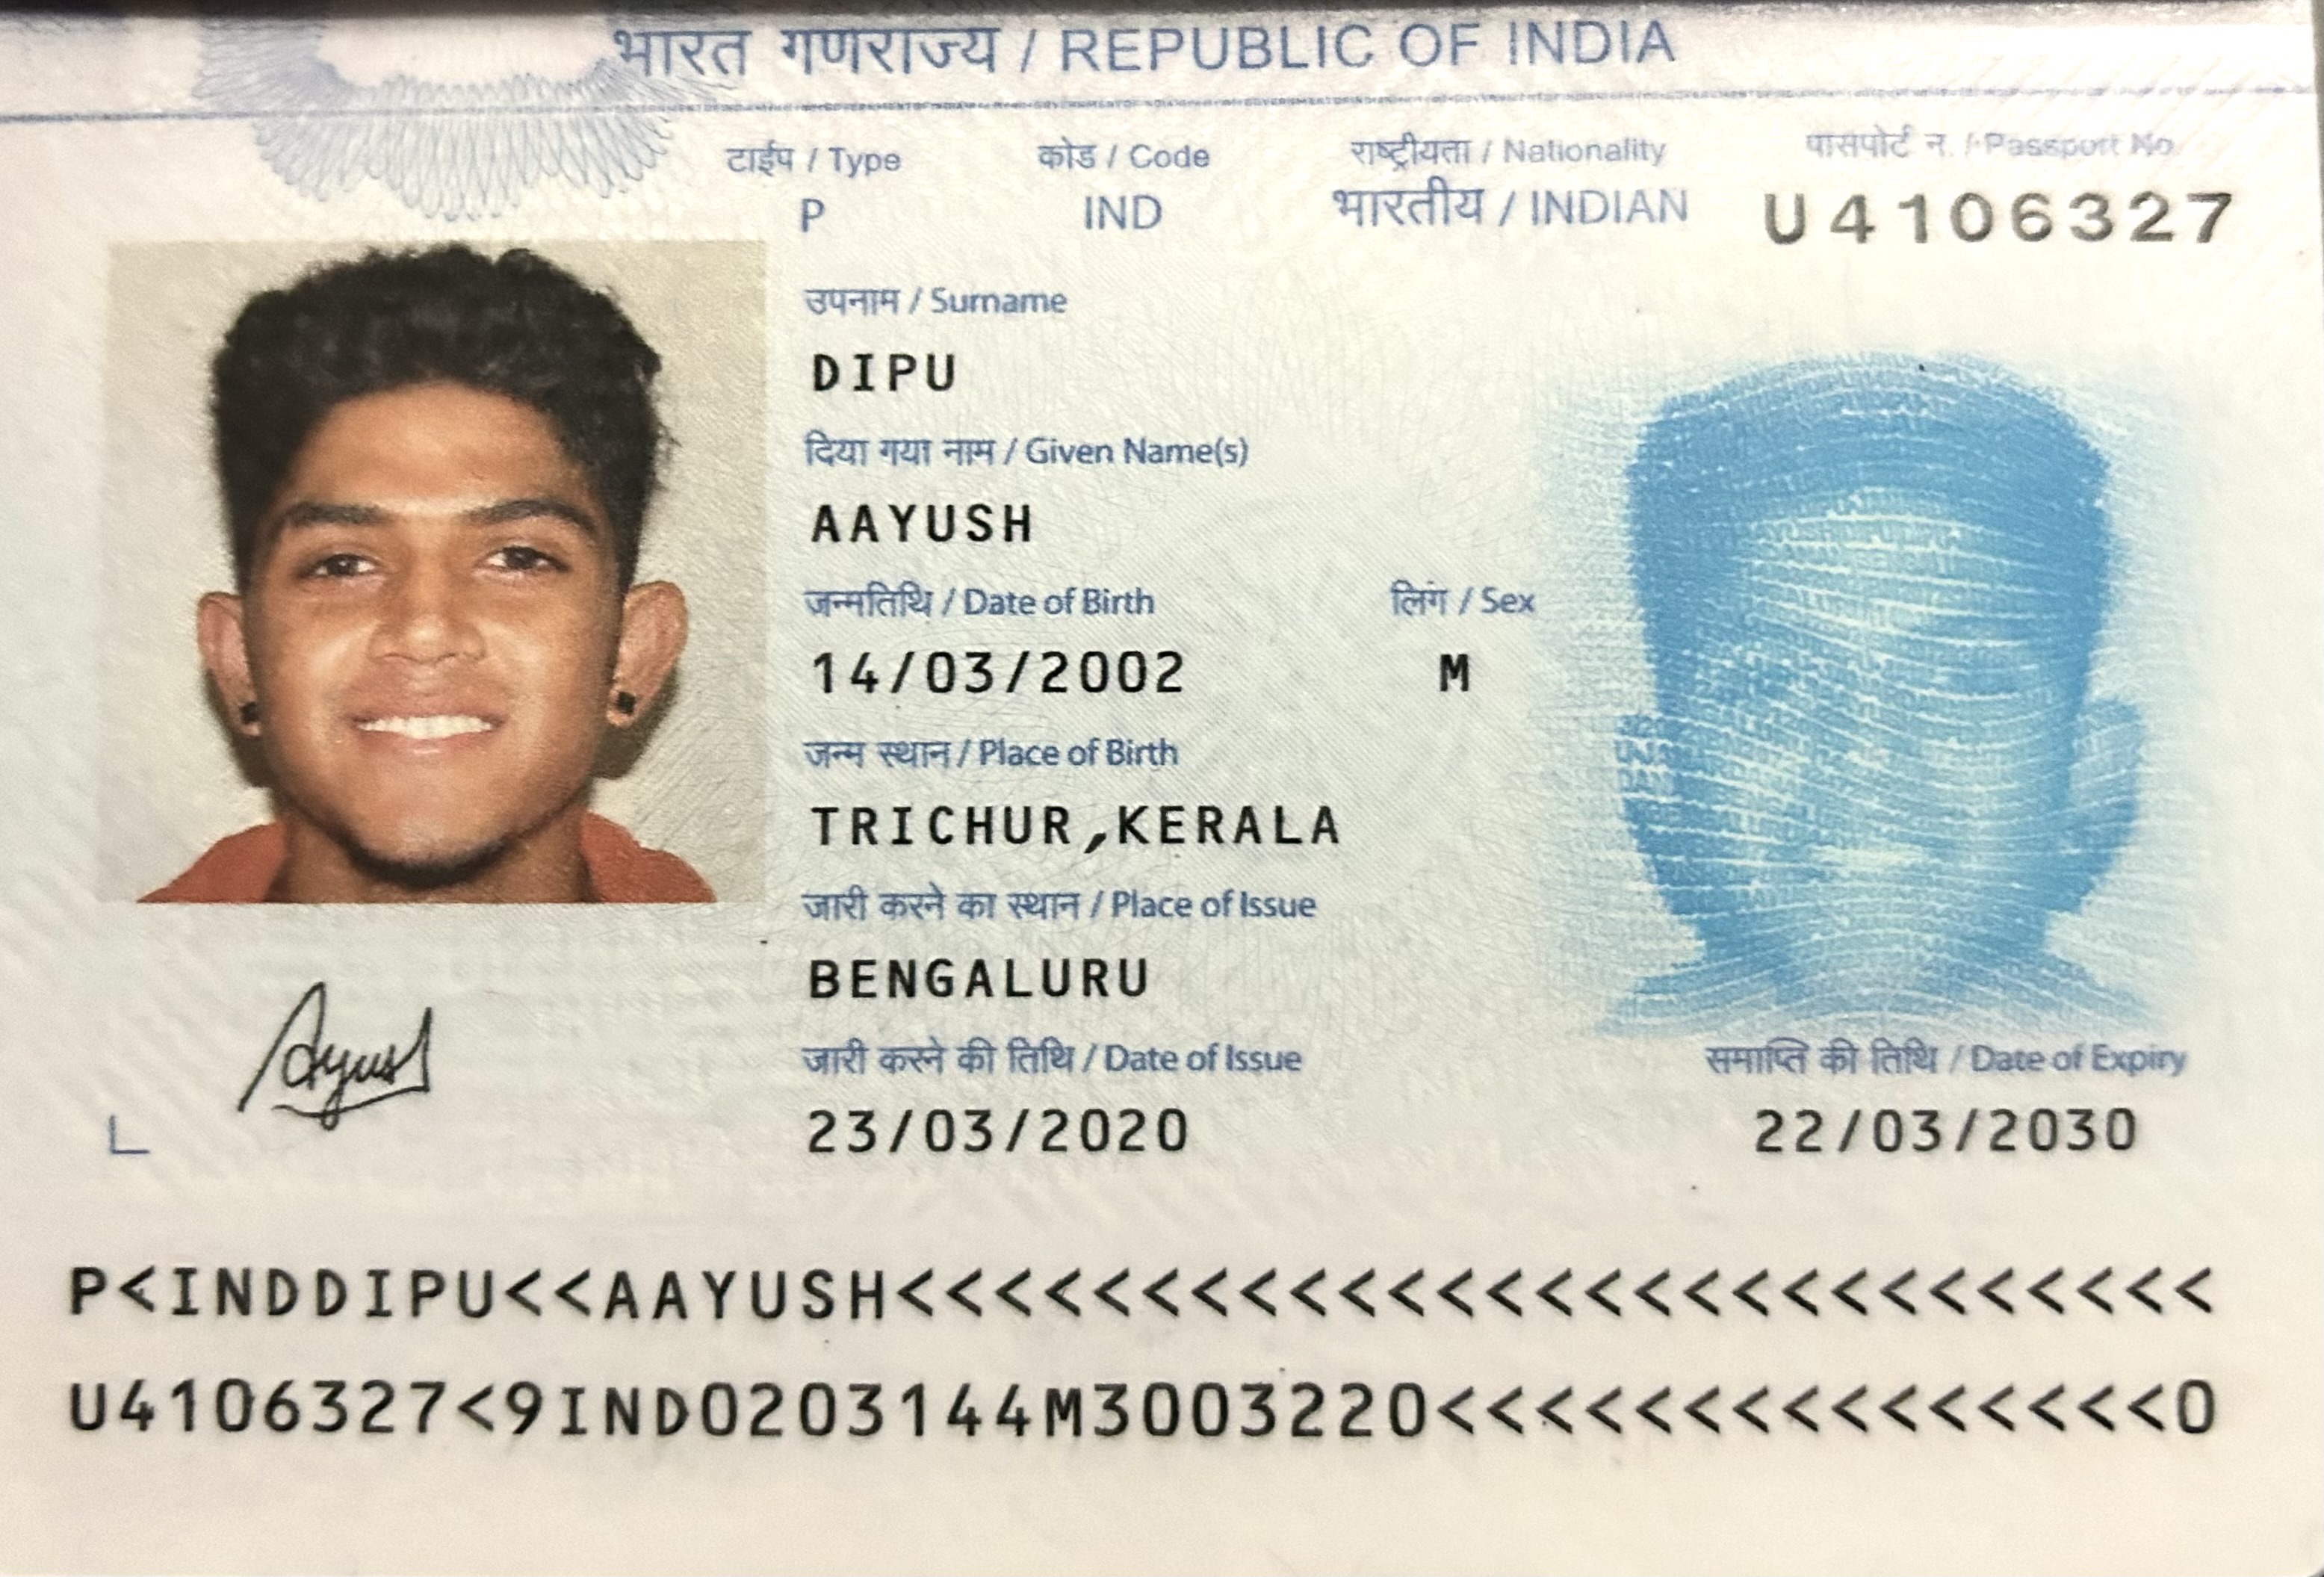 भारत गणराज्य / REPUBLIC OF INDIA
टाईप / Type कोड / Code राष्ट्रीयता / Nationality पासपोर्ट न. / Passport No.
P IND भारतीय / INDIAN U4106327
उपनाम / Surname
DIPU
दिया गया नाम / Given Name(s)
AAYUSH
जन्मतिथि / Date of Birth लिंग / Sex
14/03/2002 M
जन्म स्थान / Place of Birth
TRICHUR,KERALA
जारी करने का स्थान / Place of Issue
BENGALURU
जारी करने की तिथि / Date of Issue समाप्ति की तिथि / Date of Expiry
23/03/2020 22/03/2030
Aayush
P<INDDIPU<<AAYUSH<<<<<<<<<<<<<<<<<<<<<<<<<<<
U4106327<9IND0203144M3003220<<<<<<<<<<<<<<<0